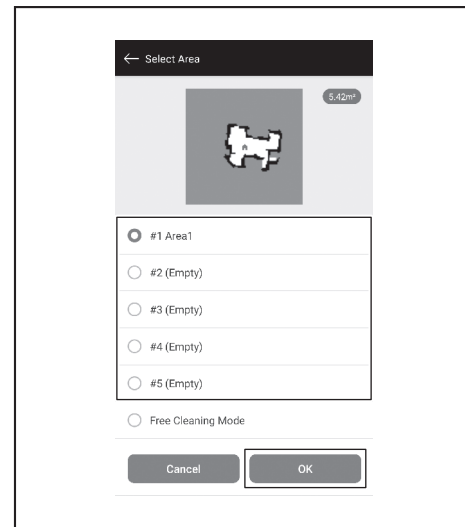 ← Select Area
5.42m²
#1 Area1
#2 (Empty)
#3 (Empty)
#4 (Empty)
#5 (Empty)
Free Cleaning Mode
Cancel OK